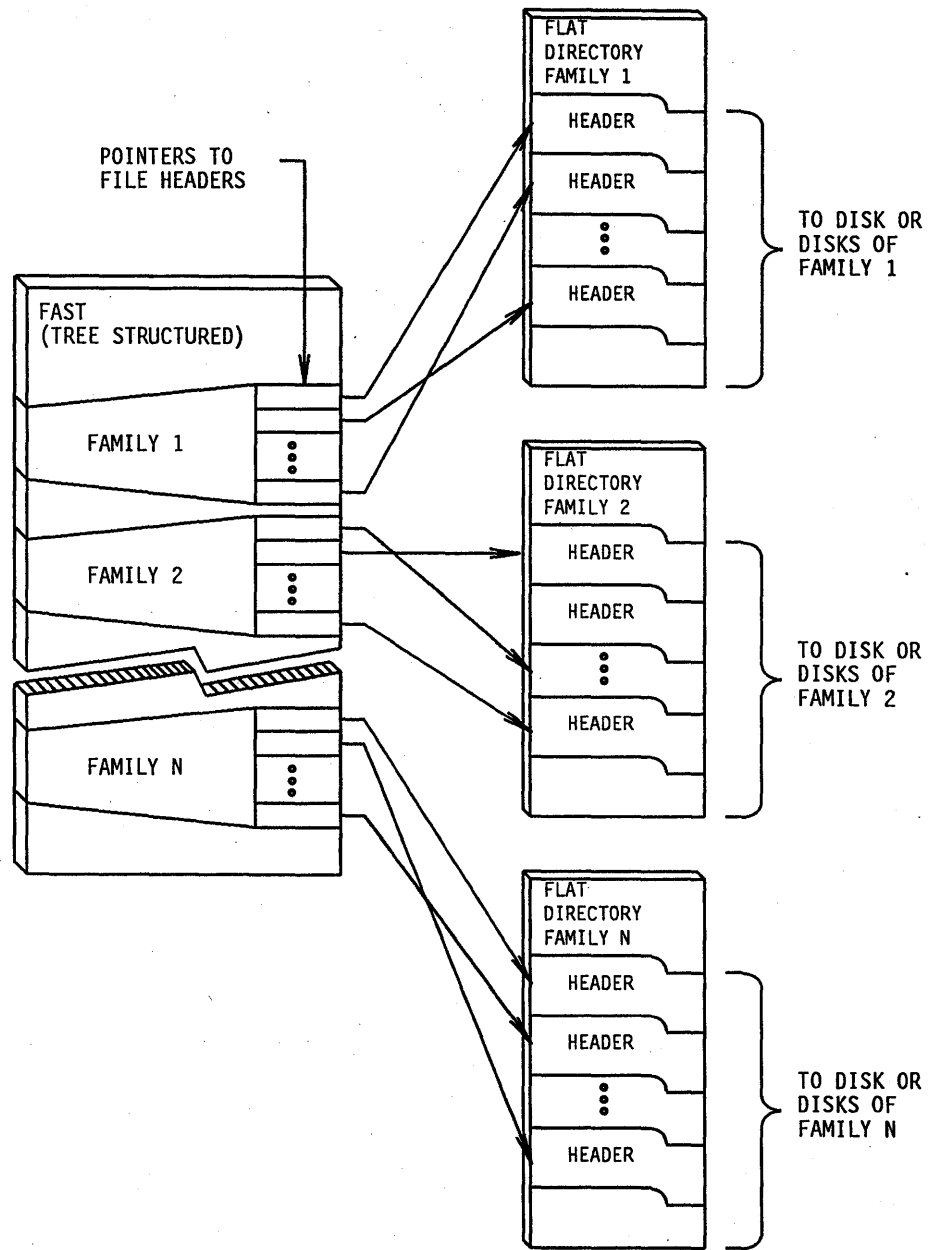 POINTERS TO
FILE HEADERS
FAST
(TREE STRUCTURED)
FAMILY 1
FAMILY 2
FAMILY N
FLAT
DIRECTORY
FAMILY 1
HEADER
HEADER
HEADER
TO DISK OR
DISKS OF
FAMILY 1
FLAT
DIRECTORY
FAMILY 2
HEADER
HEADER
HEADER
TO DISK OR
DISKS OF
FAMILY 2
FLAT
DIRECTORY
FAMILY N
HEADER
HEADER
HEADER
TO DISK OR
DISKS OF
FAMILY N